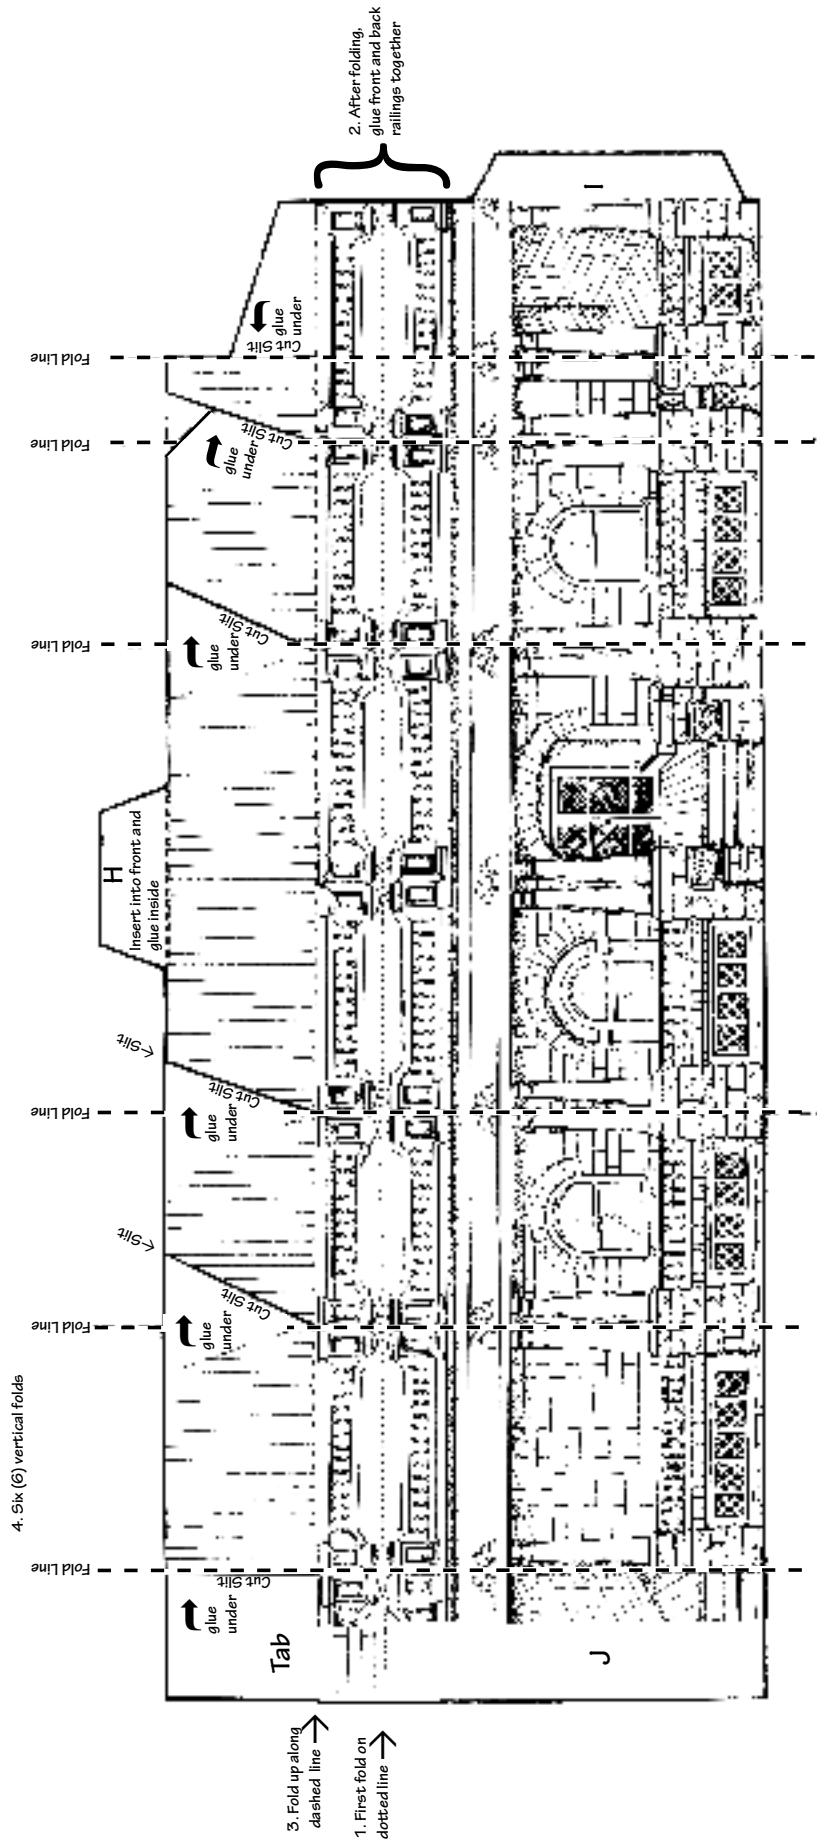 4. Six (6) vertical folds
3. Fold up along
dashed line
1. First fold on
dotted line
2. After folding,
glue front and back
railings together
Fold Line
Fold Line
Fold Line
Fold Line
Fold Line
Fold Line
Tab
J
glue
under
Cut Slit
glue
under
Cut Slit
Slit
glue
under
Cut Slit
Slit
H
Insert into front and
glue inside
glue
under
Cut Slit
glue
under
Cut Slit
glue
under
Cut Slit
I